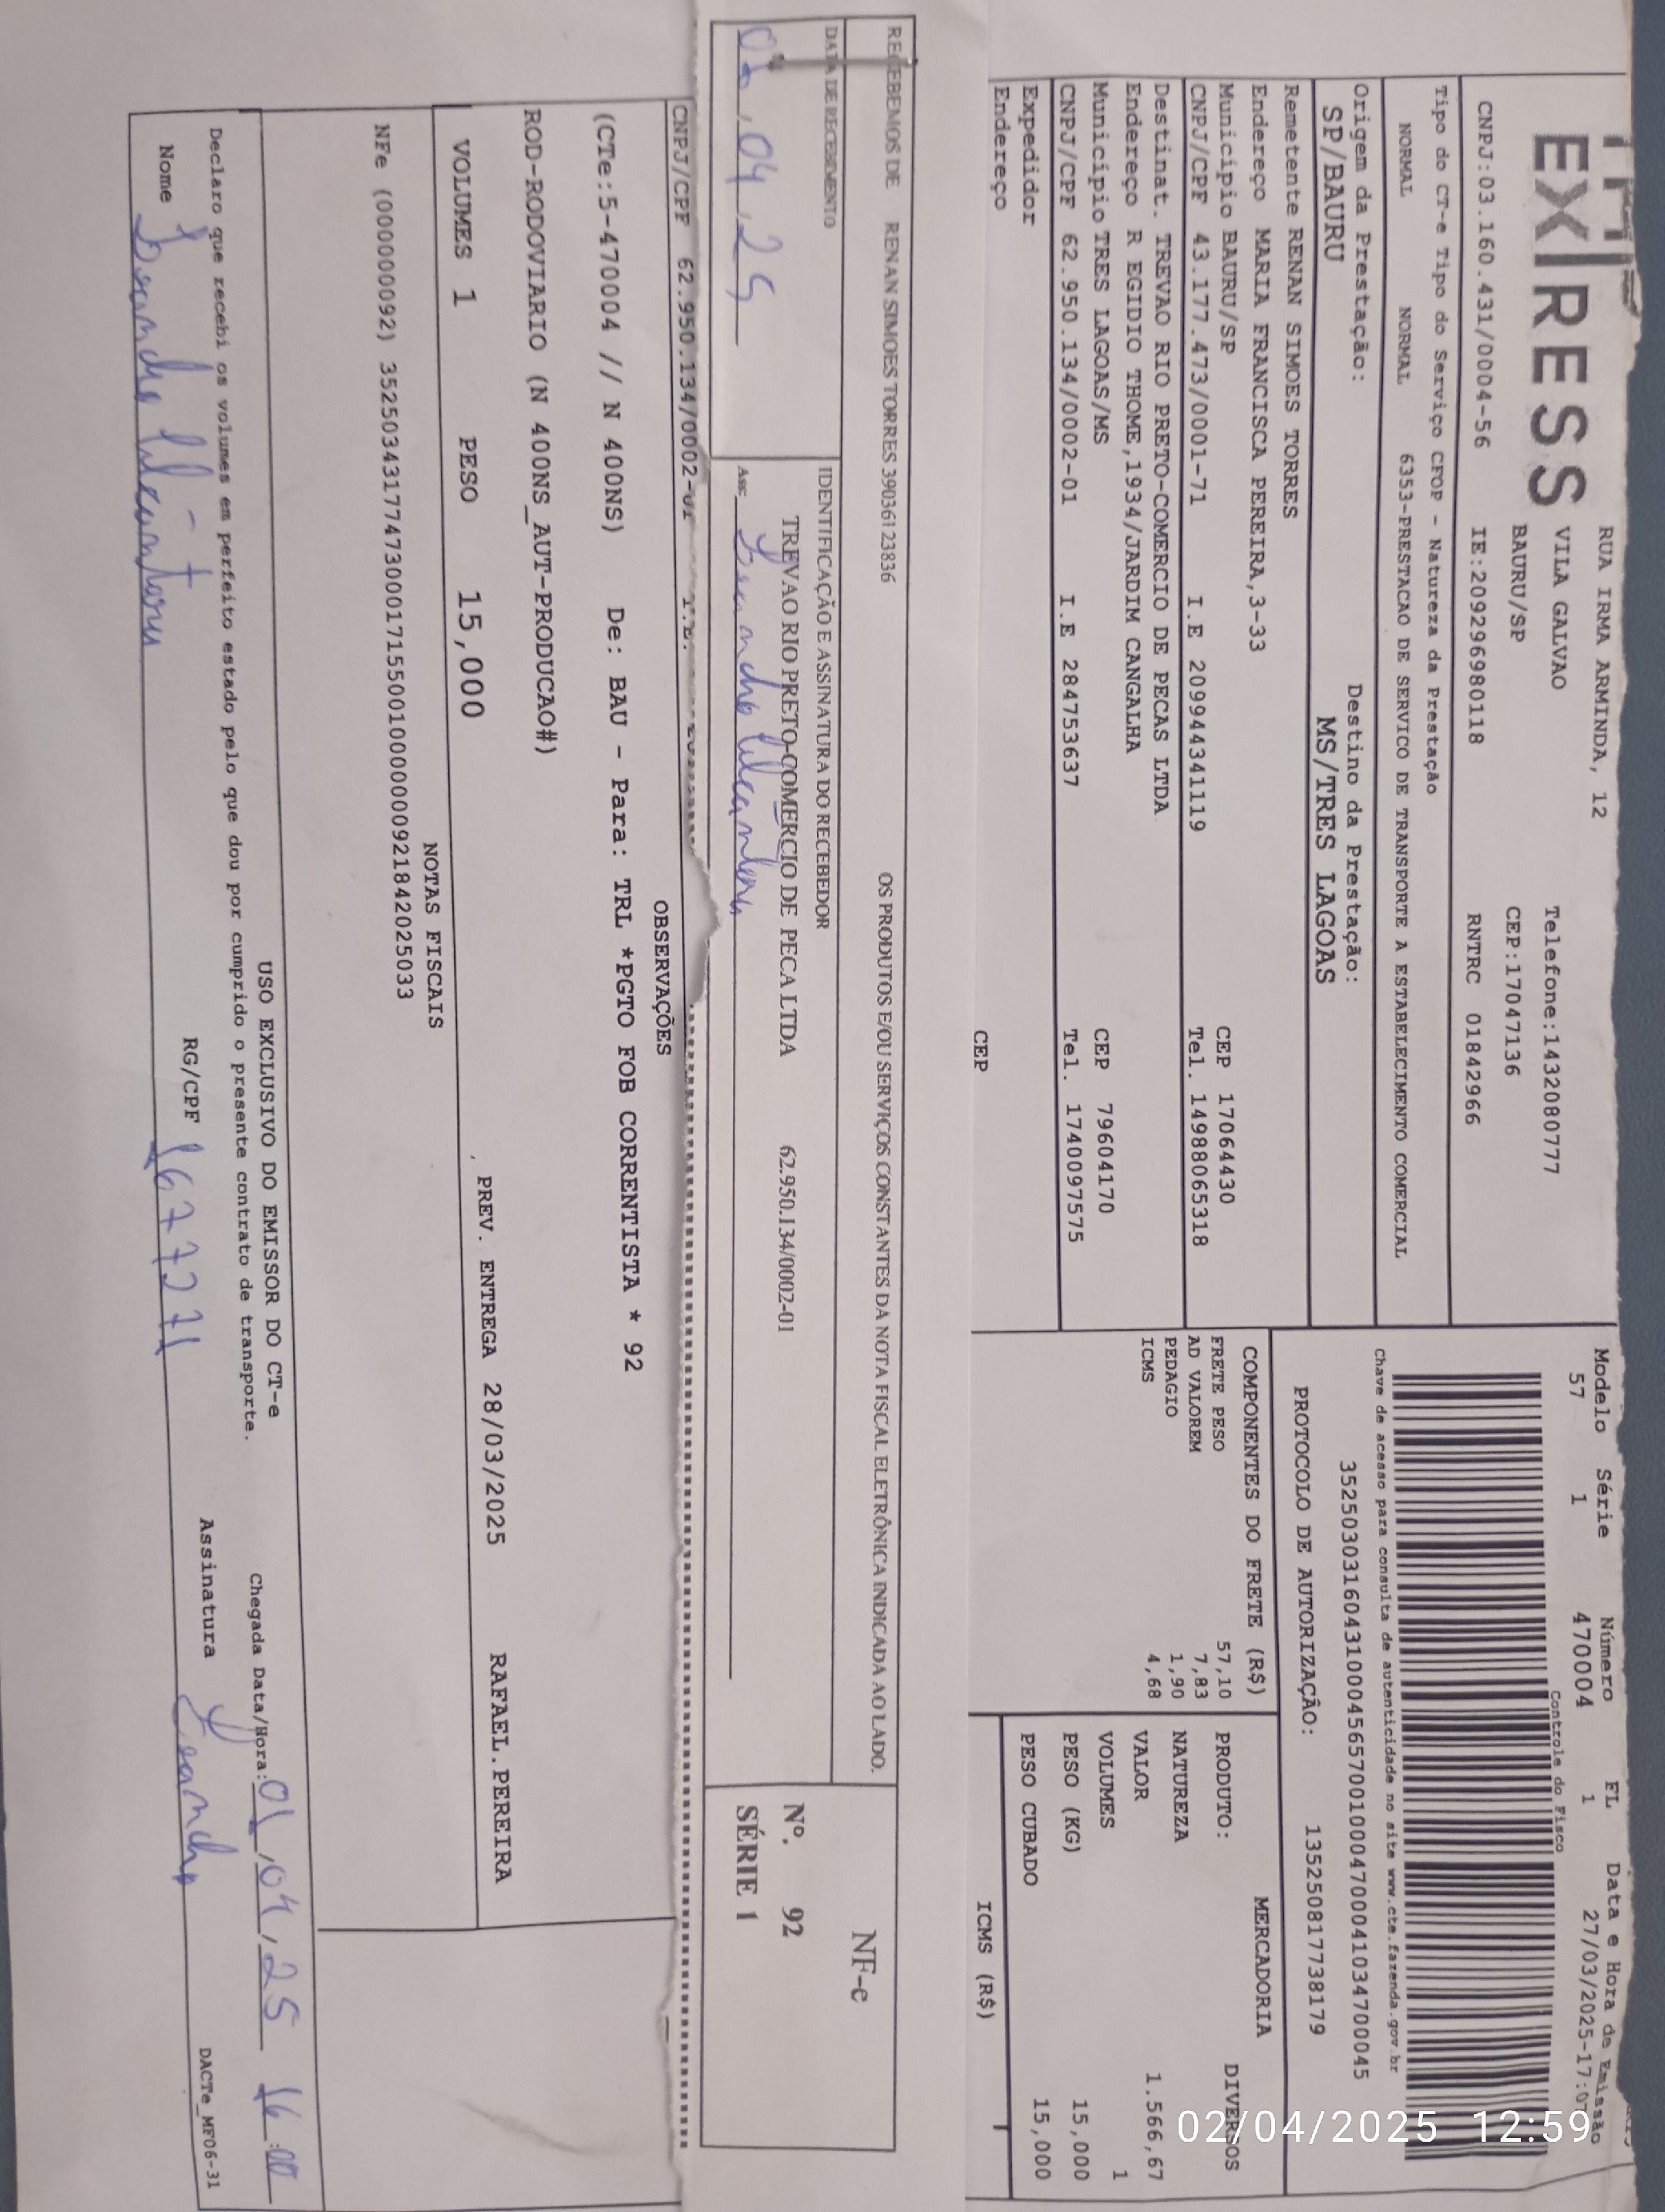 EXPRESS
RUA IRMA ARMINDA, 12
VILA GALVAO Telefone:1432080777
BAURU/SP CEP:17047136
CNPJ:03.160.431/0004-56 IE:209296980118 RNTRC 01842966
Modelo Série Número FL Data e Hora de Emissão
57 1 470004 1 27/03/2025-17:07
Controle do Fisco
Tipo do CT-e Tipo do Serviço CFOP - Natureza da Prestação
NORMAL NORMAL 6353-PRESTACAO DE SERVICO DE TRANSPORTE A ESTABELECIMENTO COMERCIAL
Chave de acesso para consulta de autenticidade no site www.cte.fazenda.gov.br
35250303160431000456570010004700041034700045
Origem da Prestação: Destino da Prestação:
SP/BAURU MS/TRES LAGOAS
PROTOCOLO DE AUTORIZAÇÃO: 135250817738179
Remetente RENAN SIMOES TORRES
Endereço MARIA FRANCISCA PEREIRA,3-33
Município BAURU/SP CEP 17064430
CNPJ/CPF 43.177.473/0001-71 I.E 209944341119 Tel. 14988065318
Destinat. TREVAO RIO PRETO-COMERCIO DE PECAS LTDA
Endereço R EGIDIO THOME,1934/JARDIM CANGALHA
Município TRES LAGOAS/MS CEP 79604170
CNPJ/CPF 62.950.134/0002-01 I.E 284753637 Tel. 1740097575
Expedidor
Endereço CEP
COMPONENTES DO FRETE (R$)
FRETE PESO 57,10
AD VALOREM 7,83
PEDAGIO 1,90
ICMS 4,68
MERCADORIA
PRODUTO: DIVERSOS
NATUREZA
VALOR 1.566,67
VOLUMES 1
PESO (KG) 15,000
PESO CUBADO 15,000
ICMS (R$)
02/04/2025 12:59
RECEBEMOS DE RENAN SIMOES TORRES 39036123836 OS PRODUTOS E/OU SERVIÇOS CONSTANTES DA NOTA FISCAL ELETRÔNICA INDICADA AO LADO.
DATA DE RECEBIMENTO IDENTIFICAÇÃO E ASSINATURA DO RECEBEDOR
TREVAO RIO PRETO-COMERCIO DE PECA LTDA 62.950.134/0002-01
01,04,25 Ass:
NF-e
Nº. 92
SÉRIE 1
CNPJ/CPF 62.950.134/0002-01 I.E.
OBSERVAÇÕES
(CTe:5-470004 // N 400NS) De: BAU - Para: TRL *PGTO FOB CORRENTISTA * 92
ROD-RODOVIARIO (N 400NS_AUT-PRODUCAO#)
VOLUMES 1 PESO 15,000 PREV. ENTREGA 28/03/2025 RAFAEL.PEREIRA
NOTAS FISCAIS
NFe (000000092) 35250343177473000171550010000000921842025033
USO EXCLUSIVO DO EMISSOR DO CT-e
Declaro que recebi os volumes em perfeito estado pelo que dou por cumprido o presente contrato de transporte.
Chegada Data/Hora: 01/04/25 16:00
Nome RG/CPF Assinatura
DACTe_MF06-31